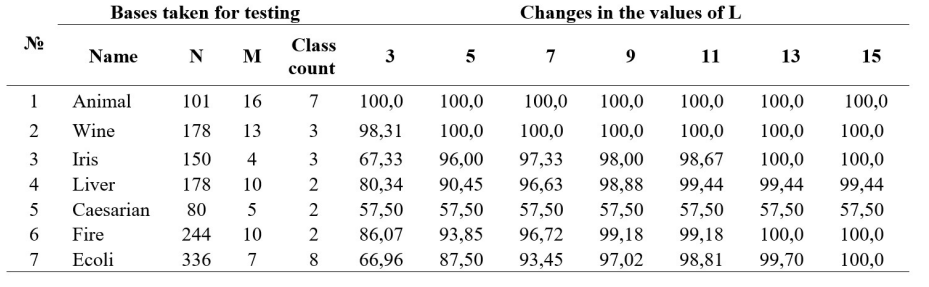 Bases taken for testing Changes in the values of L
№ Name N M Class count 3 5 7 9 11 13 15
1 Animal 101 16 7 100,0 100,0 100,0 100,0 100,0 100,0 100,0
2 Wine 178 13 3 98,31 100,0 100,0 100,0 100,0 100,0 100,0
3 Iris 150 4 3 67,33 96,00 97,33 98,00 98,67 100,0 100,0
4 Liver 178 10 2 80,34 90,45 96,63 98,88 99,44 99,44 99,44
5 Caesarian 80 5 2 57,50 57,50 57,50 57,50 57,50 57,50 57,50
6 Fire 244 10 2 86,07 93,85 96,72 99,18 99,18 100,0 100,0
7 Ecoli 336 7 8 66,96 87,50 93,45 97,02 98,81 99,70 100,0